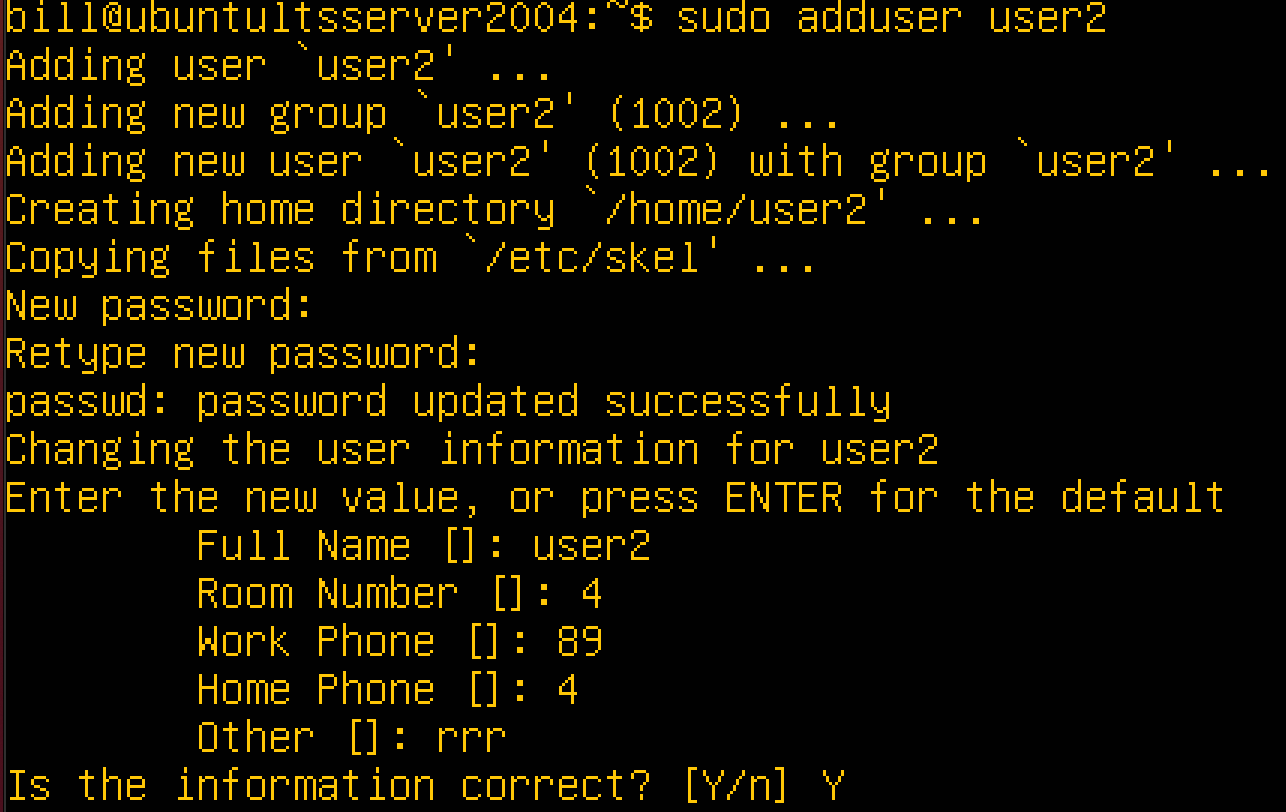 bill@ubuntultsserver2004:~$ sudo adduser user2
Adding user `user2' ...
Adding new group `user2' (1002) ...
Adding new user `user2' (1002) with group `user2' ...
Creating home directory `/home/user2' ...
Copying files from `/etc/skel' ...
New password:
Retype new password:
passwd: password updated successfully
Changing the user information for user2
Enter the new value, or press ENTER for the default
Full Name []: user2
Room Number []: 4
Work Phone []: 89
Home Phone []: 4
Other []: rrr
Is the information correct? [Y/n] Y